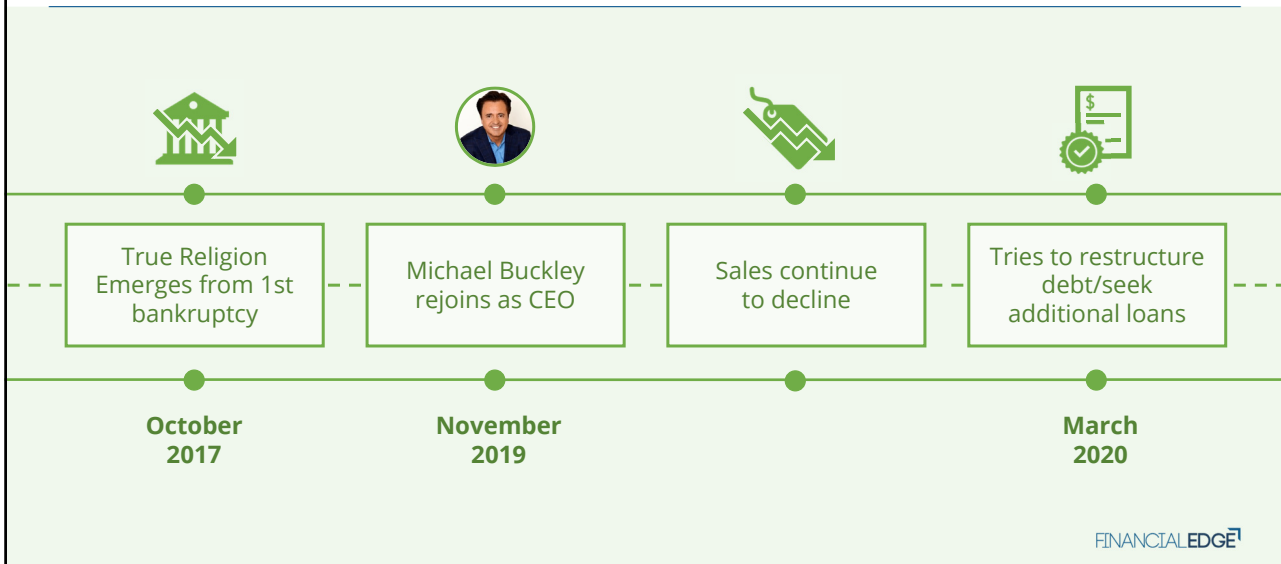 $
True Religion
Emerges from 1st
bankruptcy
Michael Buckley
rejoins as CEO
Sales continue
to decline
Tries to restructure
debt/seek
additional loans
October
2017
November
2019
March
2020
FINANCIALEDGE